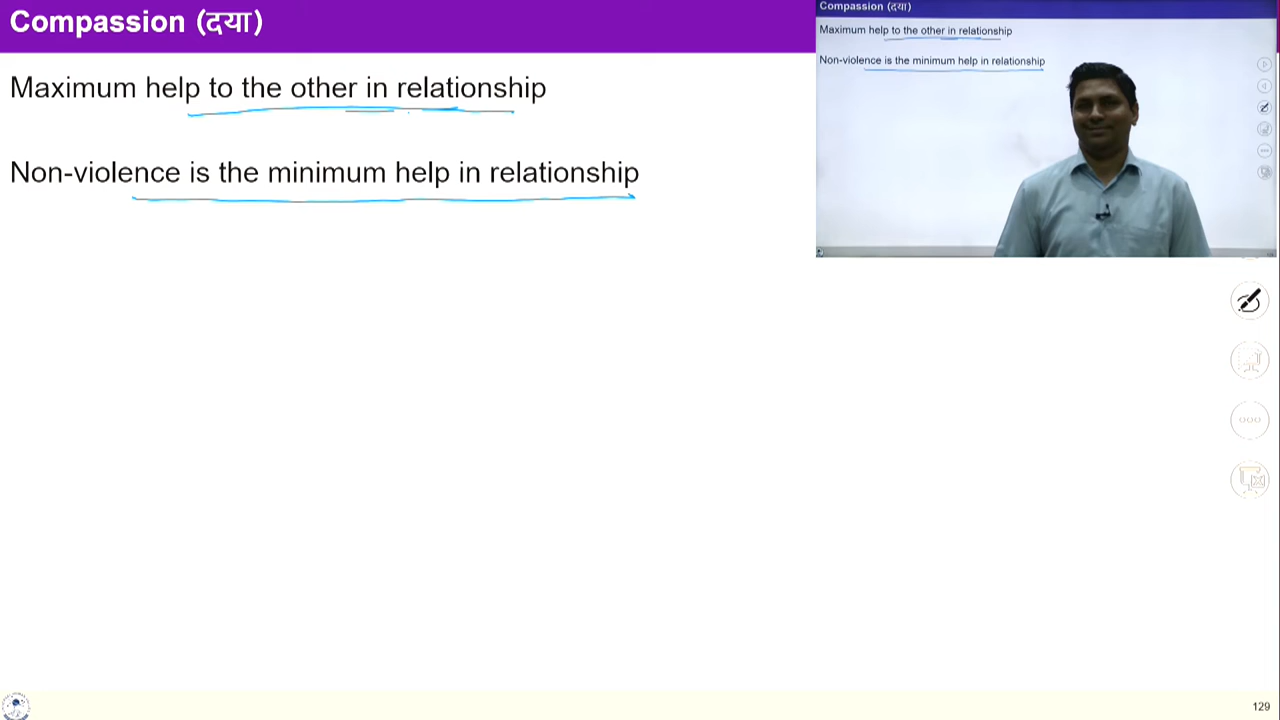 Compassion (दया)
Maximum help to the other in relationship
Non-violence is the minimum help in relationship
Compassion (दया)
Maximum help to the other in relationship
Non-violence is the minimum help in relationship
129